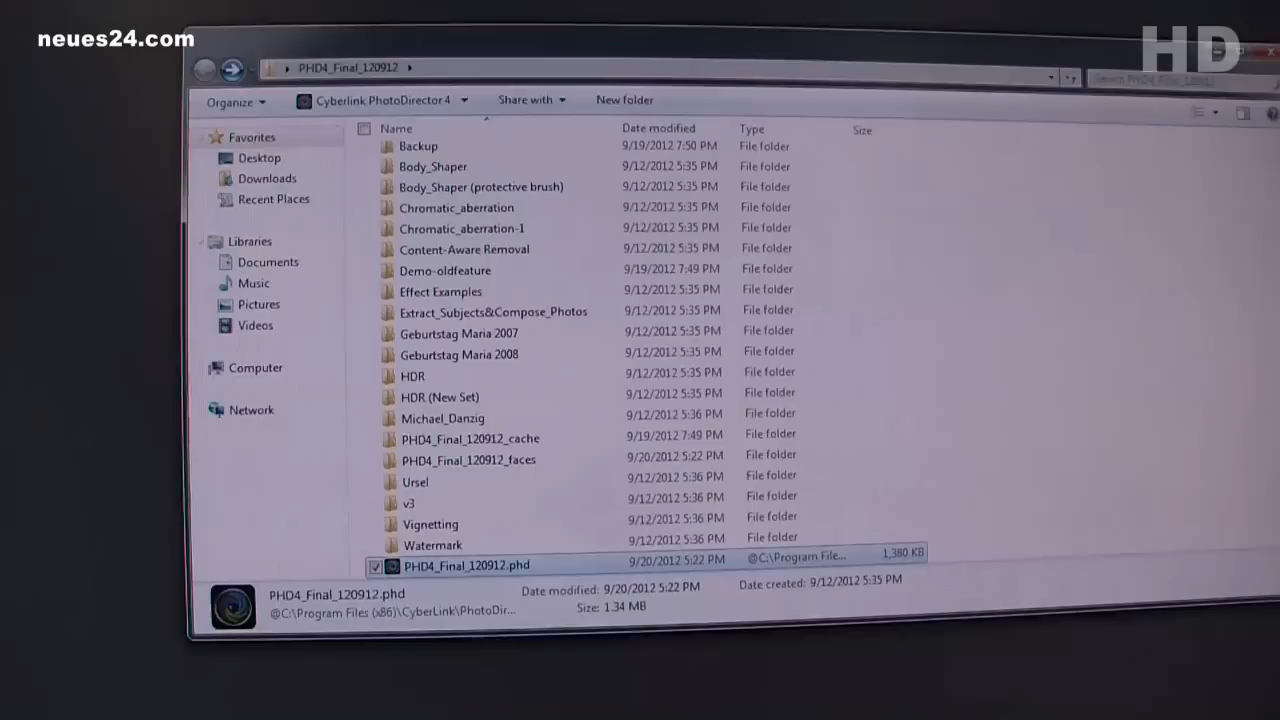 neues24.com
HD
PHD4_Final_120912
Organize Cyberlink PhotoDirector 4 Share with New folder
Name Date modified Type Size
Favorites
Desktop
Downloads
Recent Places
Libraries
Documents
Music
Pictures
Videos
Computer
Network
Backup 9/19/2012 7:50 PM File folder
Body_Shaper 9/12/2012 5:35 PM File folder
Body_Shaper (protective brush) 9/12/2012 5:35 PM File folder
Chromatic_aberration 9/12/2012 5:35 PM File folder
Chromatic_aberration-1 9/12/2012 5:35 PM File folder
Content-Aware Removal 9/12/2012 5:35 PM File folder
Demo-oldfeature 9/19/2012 7:49 PM File folder
Effect Examples 9/12/2012 5:35 PM File folder
Extract_Subjects&Compose_Photos 9/12/2012 5:35 PM File folder
Geburtstag Maria 2007 9/12/2012 5:35 PM File folder
Geburtstag Maria 2008 9/12/2012 5:35 PM File folder
HDR 9/12/2012 5:35 PM File folder
HDR (New Set) 9/12/2012 5:35 PM File folder
Michael_Danzig 9/12/2012 5:36 PM File folder
PHD4_Final_120912_cache 9/19/2012 7:49 PM File folder
PHD4_Final_120912_faces 9/20/2012 5:22 PM File folder
Ursel 9/12/2012 5:36 PM File folder
v3 9/12/2012 5:36 PM File folder
Vignetting 9/12/2012 5:36 PM File folder
Watermark 9/12/2012 5:36 PM File folder
PHD4_Final_120912.phd 9/20/2012 5:22 PM @C:\Program File... 1,380 KB
PHD4_Final_120912.phd Date modified: 9/20/2012 5:22 PM Date created: 9/12/2012 5:35 PM
@C:\Program Files (x86)\CyberLink\PhotoDir... Size: 1.34 MB